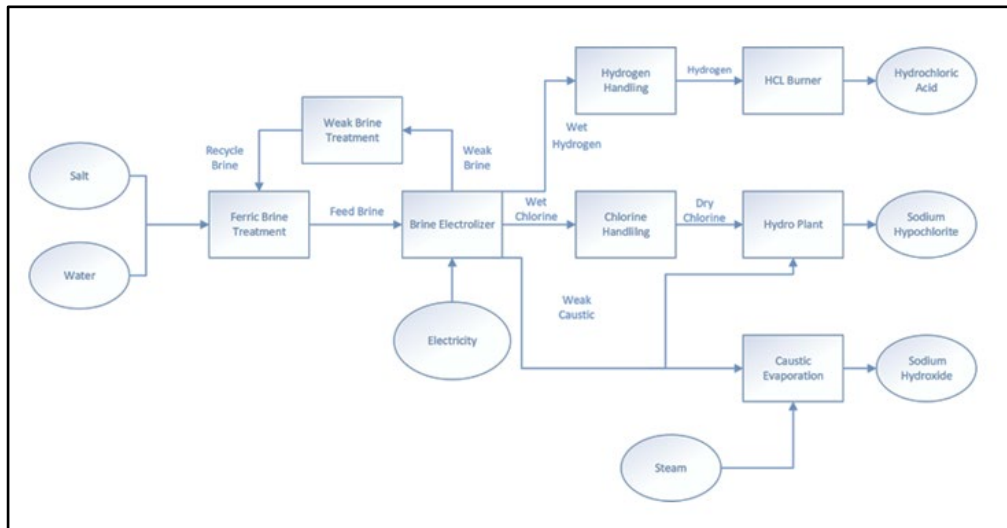 Hydrogen
Handling
Hydrogen
HCL Burner
Hydrochloric
Acid
Wet
Hydrogen
Weak Brine
Treatment
Recycle
Brine
Weak
Brine
Salt
Water
Ferric Brine
Treatment
Feed Brine
Brine Electrolizer
Wet
Chlorine
Chlorine
Handlilng
Dry
Chlorine
Hydro Plant
Sodium
Hypochlorite
Electricity
Weak
Caustic
Caustic
Evaporation
Sodium
Hydroxide
Steam